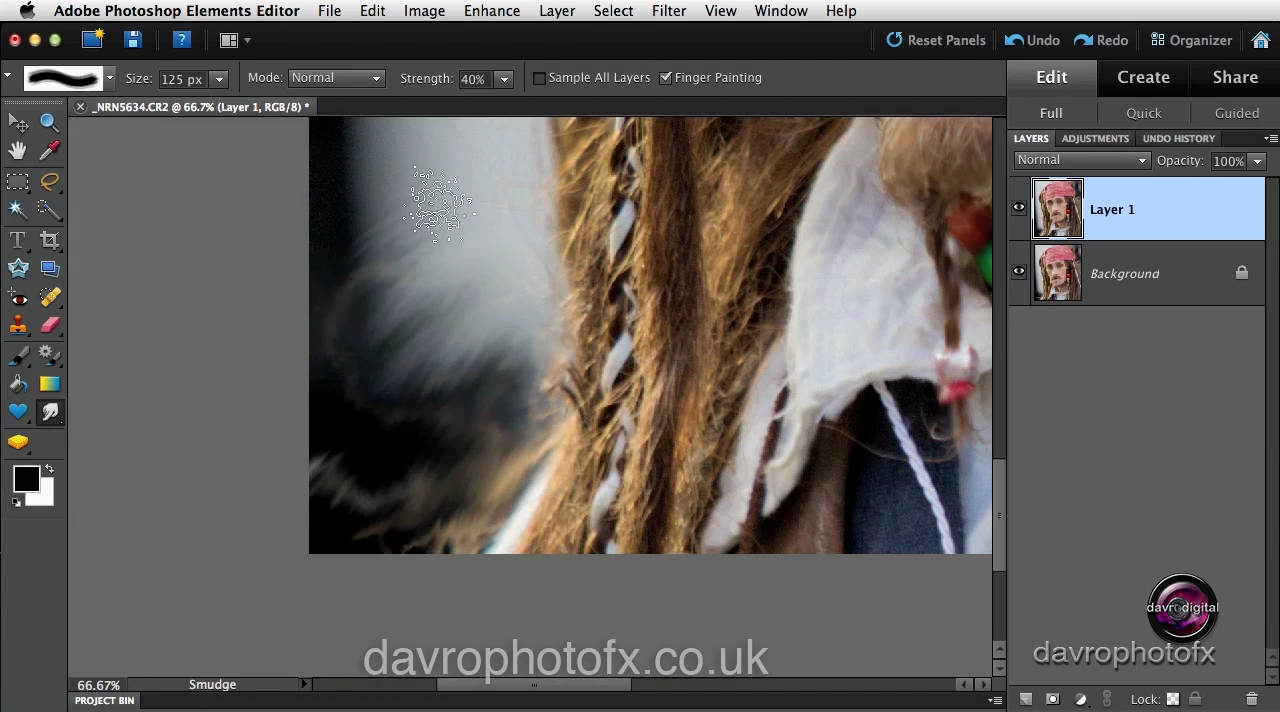 Adobe Photoshop Elements Editor File Edit Image Enhance Layer Select Filter View Window Help
Reset Panels Undo Redo Organizer
Size: 125 px Mode: Normal Strength: 40% Sample All Layers Finger Painting
Edit Create Share
_NRN5634.CR2 @ 66.7% (Layer 1, RGB/8) *
Full Quick Guided
LAYERS ADJUSTMENTS UNDO HISTORY
Normal Opacity: 100%
Layer 1
Background
davro digital
davrophotofx.co.uk
davrophotofx
66.67% Smudge
PROJECT BIN
Lock: